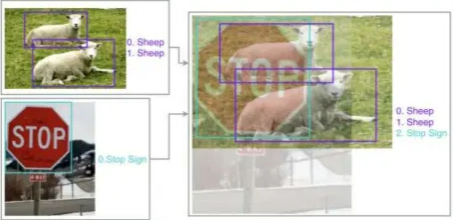 0. Sheep
1. Sheep
STOP
0.Stop Sign
STOP
0. Sheep
1. Sheep
2. Stop Sign